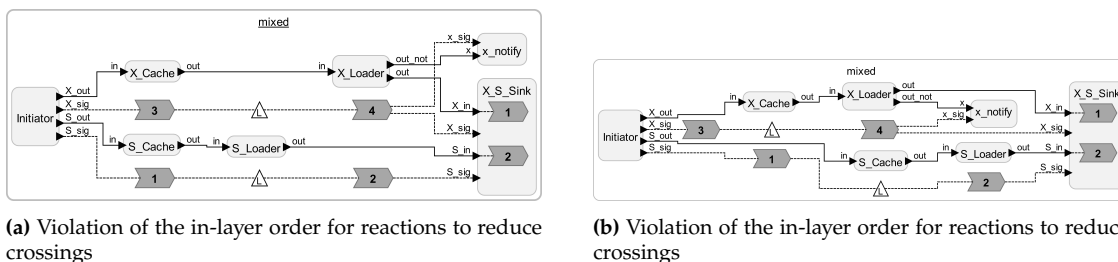 mixed
x_sig
x
x_notify
in
X_Cache
out
in
X_Loader
out_not
out
X_S_Sink
Initiator
X_out
X_sig
S_out
S_sig
3
L
4
X_in
1
X_sig
in
S_Cache
out
in
S_Loader
out
S_in
2
1
L
2
S_sig
(a) Violation of the in-layer order for reactions to reduce
crossings
mixed
X_Loader
out
out_not
in
X_Cache
out
in
x
x_sig
x_notify
X_S_Sink
Initiator
X_out
X_sig
S_out
S_sig
3
L
4
X_in
1
X_sig
1
in
S_Cache
out
in
S_Loader
out
S_in
2
L
2
S_sig
(b) Violation of the in-layer order for reactions to reduc
crossings